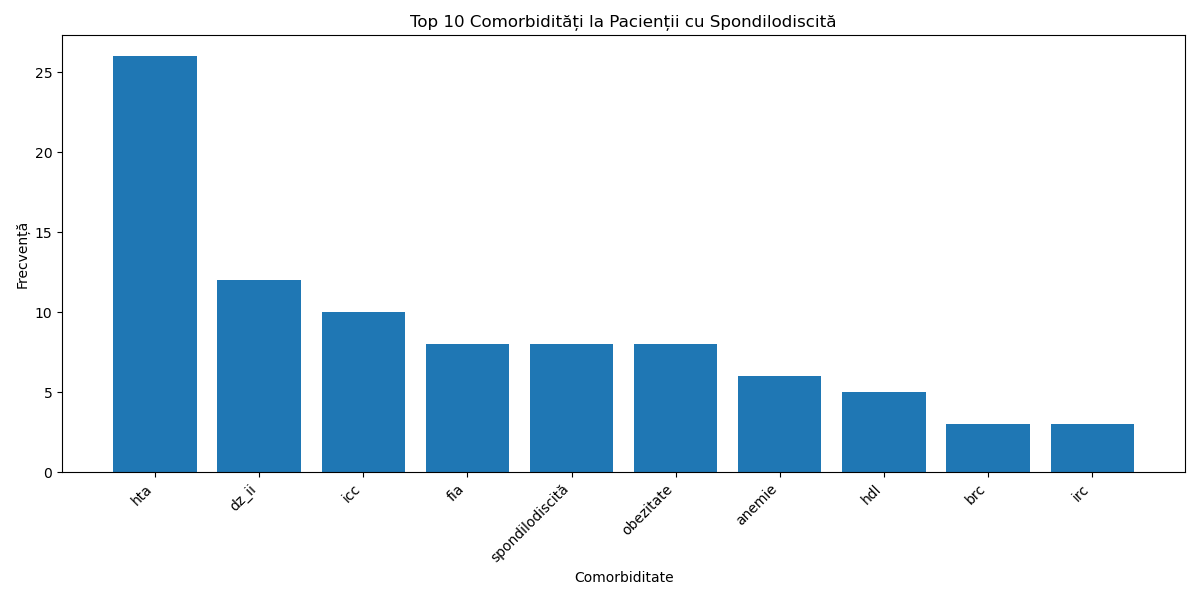 Top 10 Comorbidități la Pacienții cu Spondilodiscită
Frecvență
25
20
15
10
5
0
hta
dz_ii
icc
fia
spondilodiscită
obezitate
anemie
hdl
brc
irc
Comorbiditate